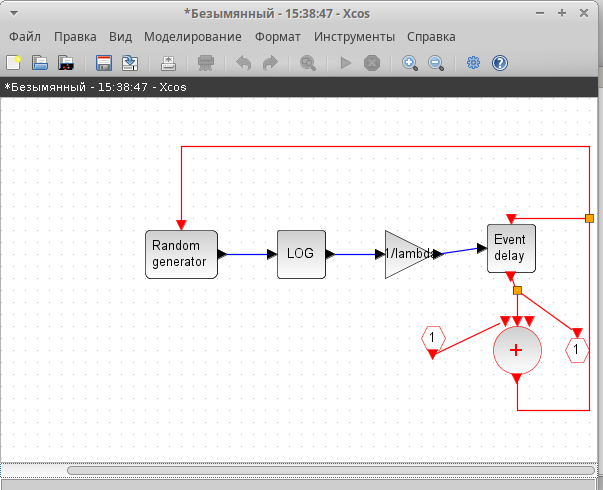 *Безымянный - 15:38:47 - Xcos
Файл Правка Вид Моделирование Формат Инструменты Справка
*Безымянный - 15:38:47 - Xcos
Random
generator
LOG
1/lambda
Event
delay
1
+
1